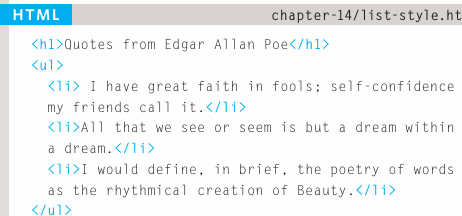 HTML chapter-14/list-style.ht
<h1>Quotes from Edgar Allan Poe</h1>
<ul>
<li> I have great faith in fools; self-confidence
my friends call it.</li>
<li>All that we see or seem is but a dream within
a dream.</li>
<li>I would define, in brief, the poetry of words
as the rhythmical creation of Beauty.</li>
</ul>